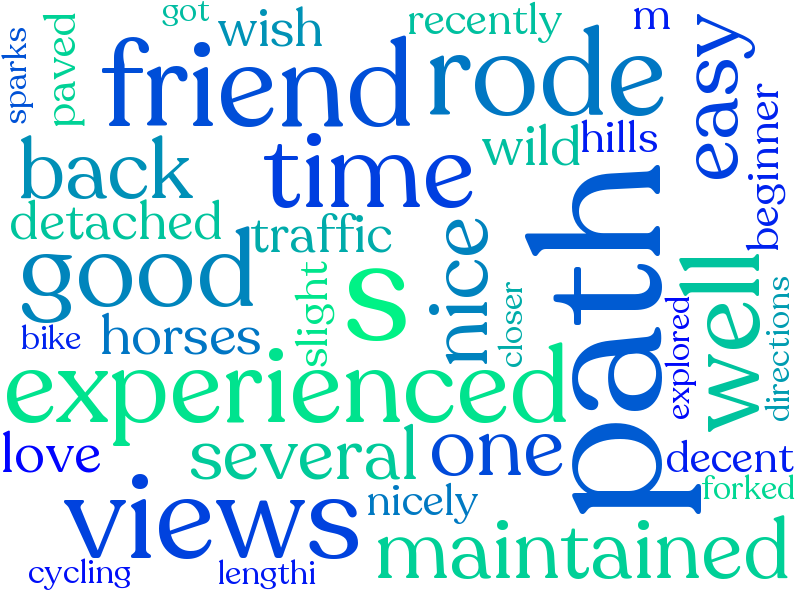 got
wish
recently
m
sparks
paved
friend
rode
easy
back
time
wild
hills
beginner
detached
traffic
path
good
slight
s
nice
closer
well
bike
horses
explored
directions
experienced
love
several
one
decent
views
nicely
forked
maintained
cycling
lengthi